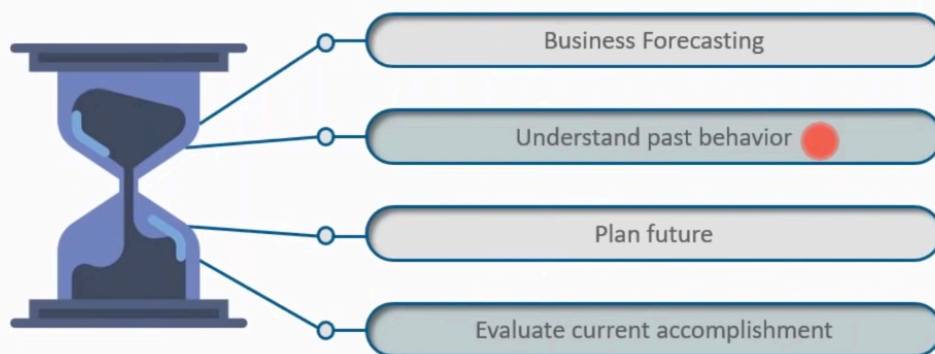 Business Forecasting
Understand past behavior
Plan future
Evaluate current accomplishment